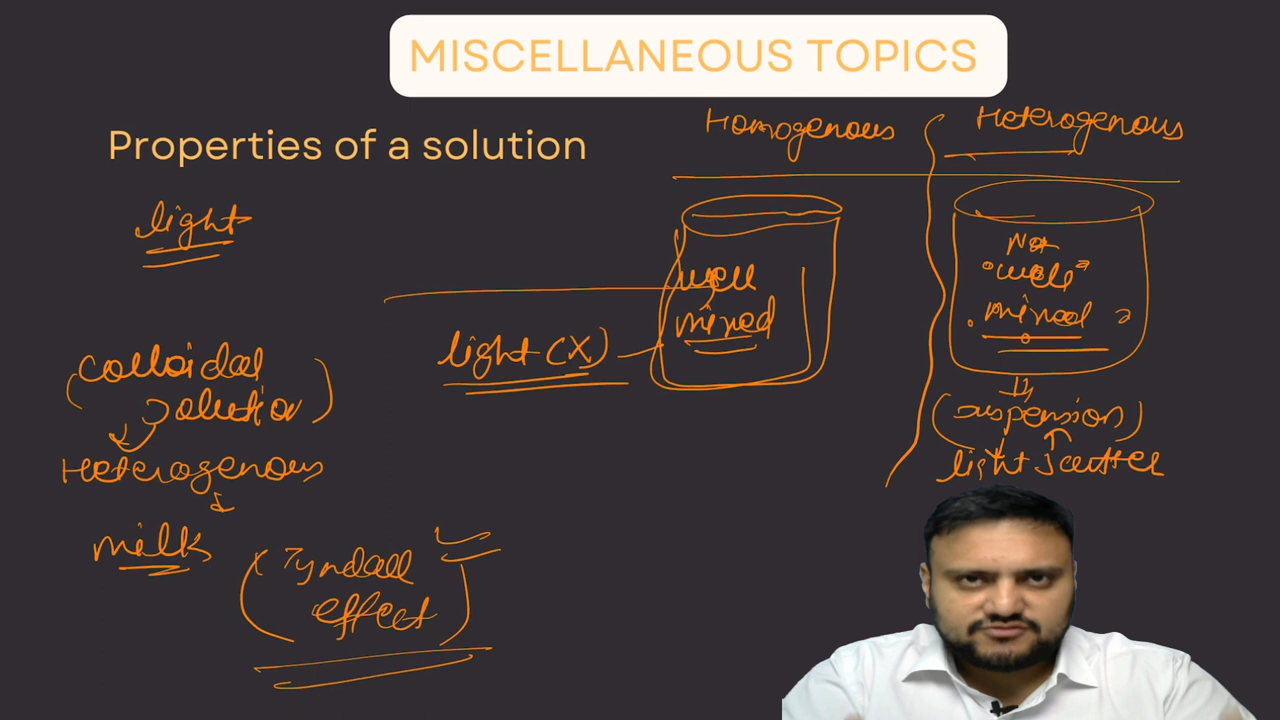 MISCELLANEOUS TOPICS
Properties of a solution
Homogenous
Heterogenous
light
well
mixed
Not
well
mixed
light (X)
(colloidal
solution)
Heterogenous
milk
(Tyndall
effect)
(suspension)
light scatter